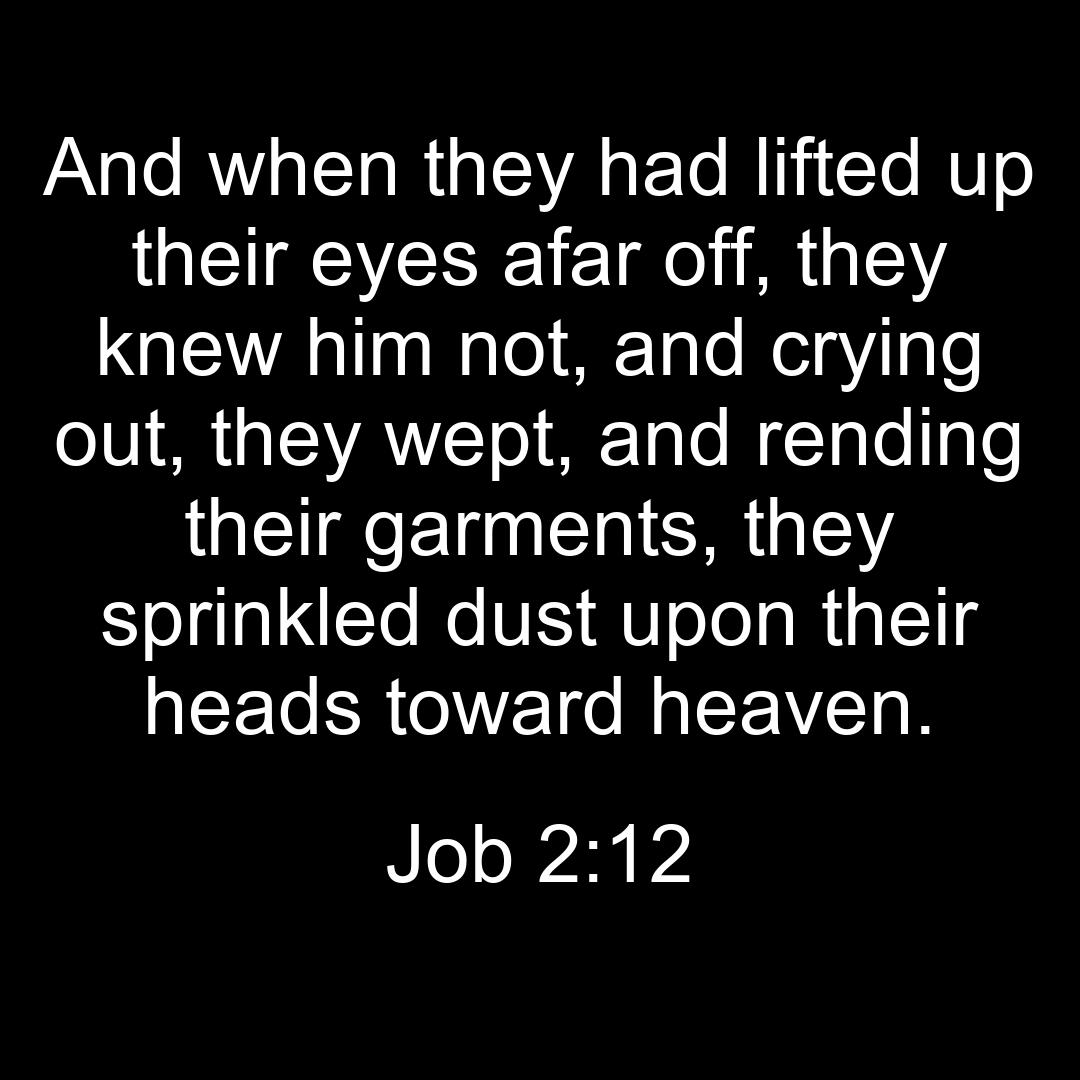 And when they had lifted up
their eyes afar off, they
knew him not, and crying
out, they wept, and rending
their garments, they
sprinkled dust upon their
heads toward heaven.
Job 2:12